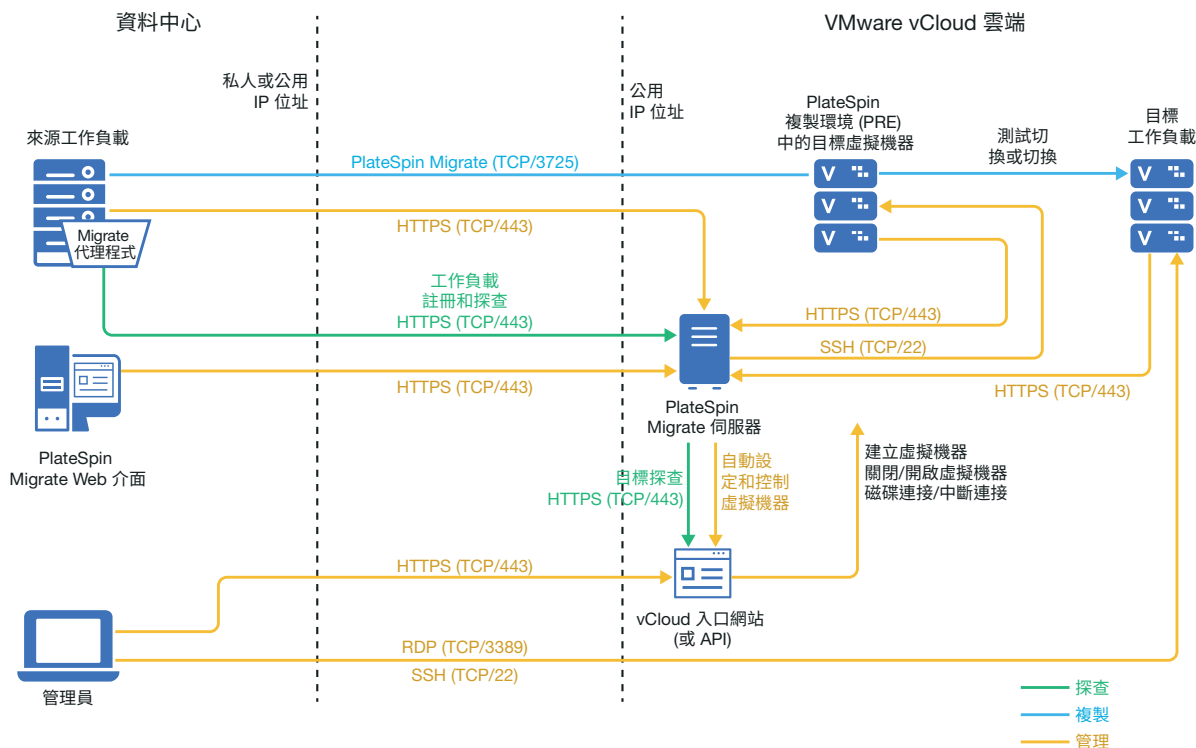 資料中心
VMware vCloud 雲端
私人或公用
IP 位址
公用
IP 位址
來源工作負載
PlateSpin
複製環境 (PRE)
中的目標虛擬機器
測試切
換或切換
目標
工作負載
PlateSpin Migrate (TCP/3725)
HTTPS (TCP/443)
Migrate
代理程式
工作負載
註冊和探查
HTTPS (TCP/443)
HTTPS (TCP/443)
SSH (TCP/22)
HTTPS (TCP/443)
HTTPS (TCP/443)
PlateSpin
Migrate 伺服器
PlateSpin
Migrate Web 介面
目標探查
HTTPS (TCP/443)
自動設
定和控制
虛擬機器
建立虛擬機器
關閉/開啟虛擬機器
磁碟連接/中斷連接
HTTPS (TCP/443)
vCloud 入口網站
(或 API)
RDP (TCP/3389)
SSH (TCP/22)
管理員
探查
複製
管理